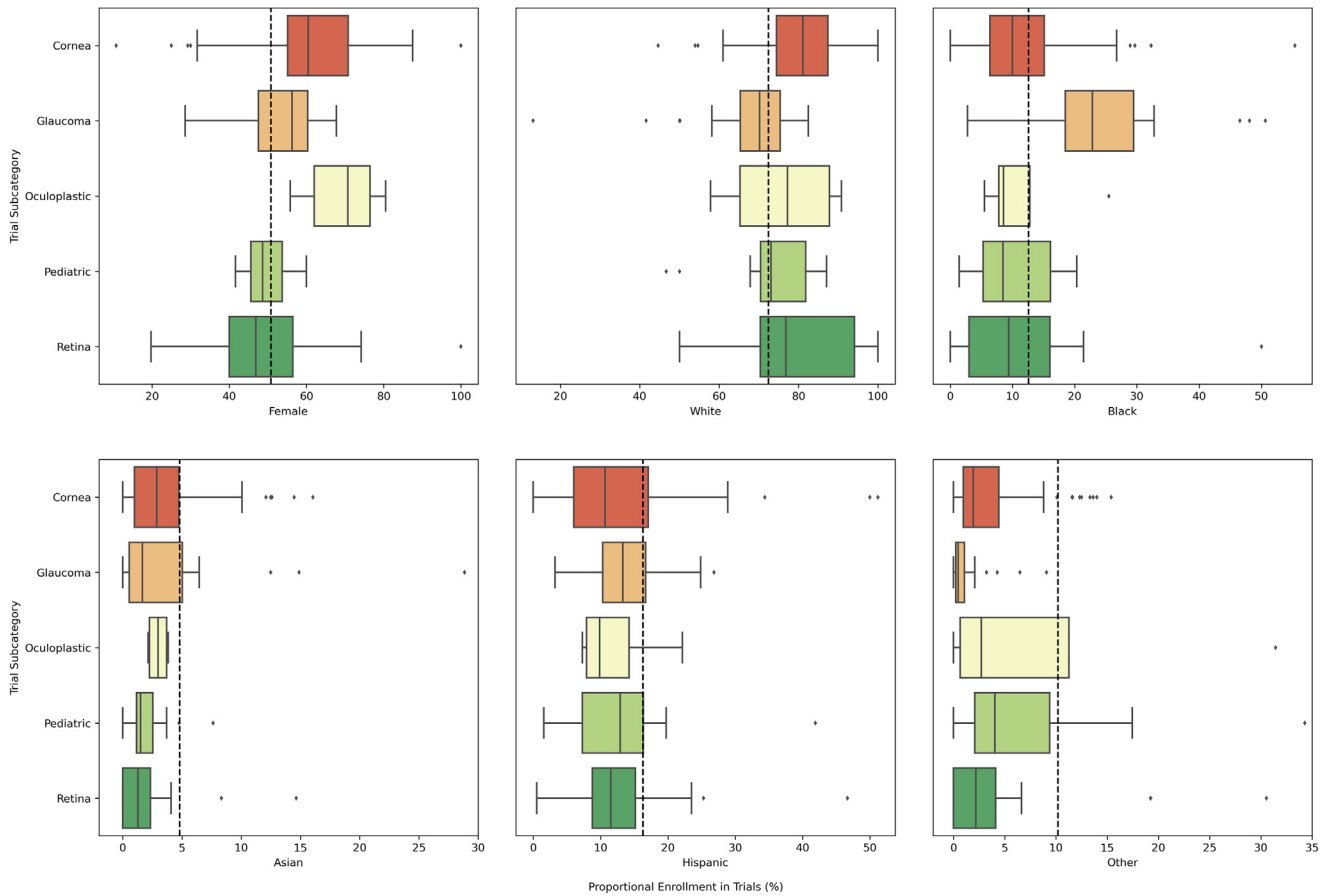 Trial Subcategory
Cornea
Glaucoma
Oculoplastic
Pediatric
Retina
20 40 60 80 100
Female
20 40 60 80 100
White
0 10 20 30 40 50
Black
Trial Subcategory
Cornea
Glaucoma
Oculoplastic
Pediatric
Retina
0 5 10 15 20 25 30
Asian
0 10 20 30 40 50
Hispanic
0 5 10 15 20 25 30 35
Other
Proportional Enrollment in Trials (%)